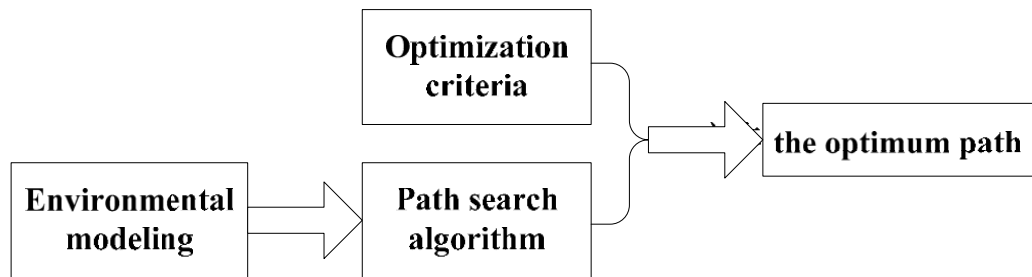 Optimization
criteria
the optimum path
Environmental
modeling
Path search
algorithm